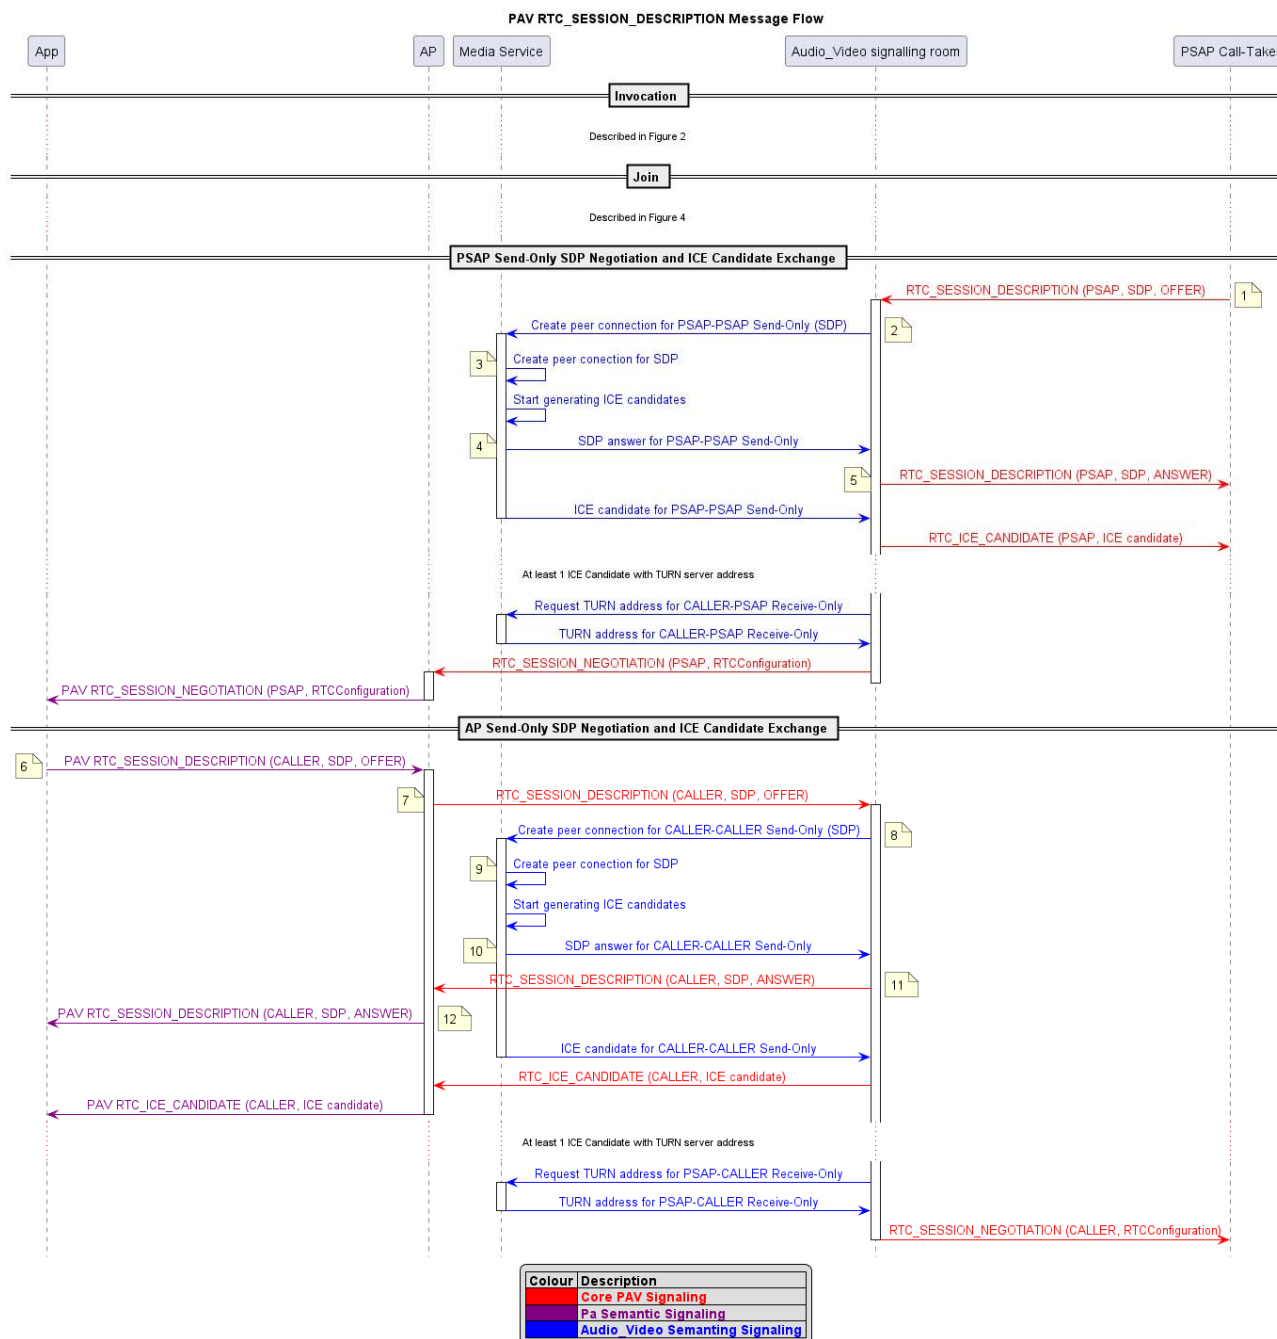 PAV RTC_SESSION_DESCRIPTION Message Flow
App AP Media Service Audio_Video signalling room PSAP Call-Take
Invocation
Described in Figure 2
Join
Described in Figure 4
PSAP Send-Only SDP Negotiation and ICE Candidate Exchange
RTC_SESSION_DESCRIPTION (PSAP, SDP, OFFER) 1
Create peer connection for PSAP-PSAP Send-Only (SDP) 2
3 Create peer conection for SDP
Start generating ICE candidates
4 SDP answer for PSAP-PSAP Send-Only
5 RTC_SESSION_DESCRIPTION (PSAP, SDP, ANSWER)
ICE candidate for PSAP-PSAP Send-Only
RTC_ICE_CANDIDATE (PSAP, ICE candidate)
At least 1 ICE Candidate with TURN server address
Request TURN address for CALLER-PSAP Receive-Only
TURN address for CALLER-PSAP Receive-Only
RTC_SESSION_NEGOTIATION (PSAP, RTCConfiguration)
PAV RTC_SESSION_NEGOTIATION (PSAP, RTCConfiguration)
AP Send-Only SDP Negotiation and ICE Candidate Exchange
6 PAV RTC_SESSION_DESCRIPTION (CALLER, SDP, OFFER)
7 RTC_SESSION_DESCRIPTION (CALLER, SDP, OFFER)
Create peer connection for CALLER-CALLER Send-Only (SDP) 8
9 Create peer conection for SDP
Start generating ICE candidates
10 SDP answer for CALLER-CALLER Send-Only
RTC_SESSION_DESCRIPTION (CALLER, SDP, ANSWER) 11
PAV RTC_SESSION_DESCRIPTION (CALLER, SDP, ANSWER) 12
ICE candidate for CALLER-CALLER Send-Only
RTC_ICE_CANDIDATE (CALLER, ICE candidate)
PAV RTC_ICE_CANDIDATE (CALLER, ICE candidate)
At least 1 ICE Candidate with TURN server address
Request TURN address for PSAP-CALLER Receive-Only
TURN address for PSAP-CALLER Receive-Only
RTC_SESSION_NEGOTIATION (CALLER, RTCConfiguration)
Colour Description
Core PAV Signaling
Pa Semantic Signaling
Audio_Video Semanting Signaling